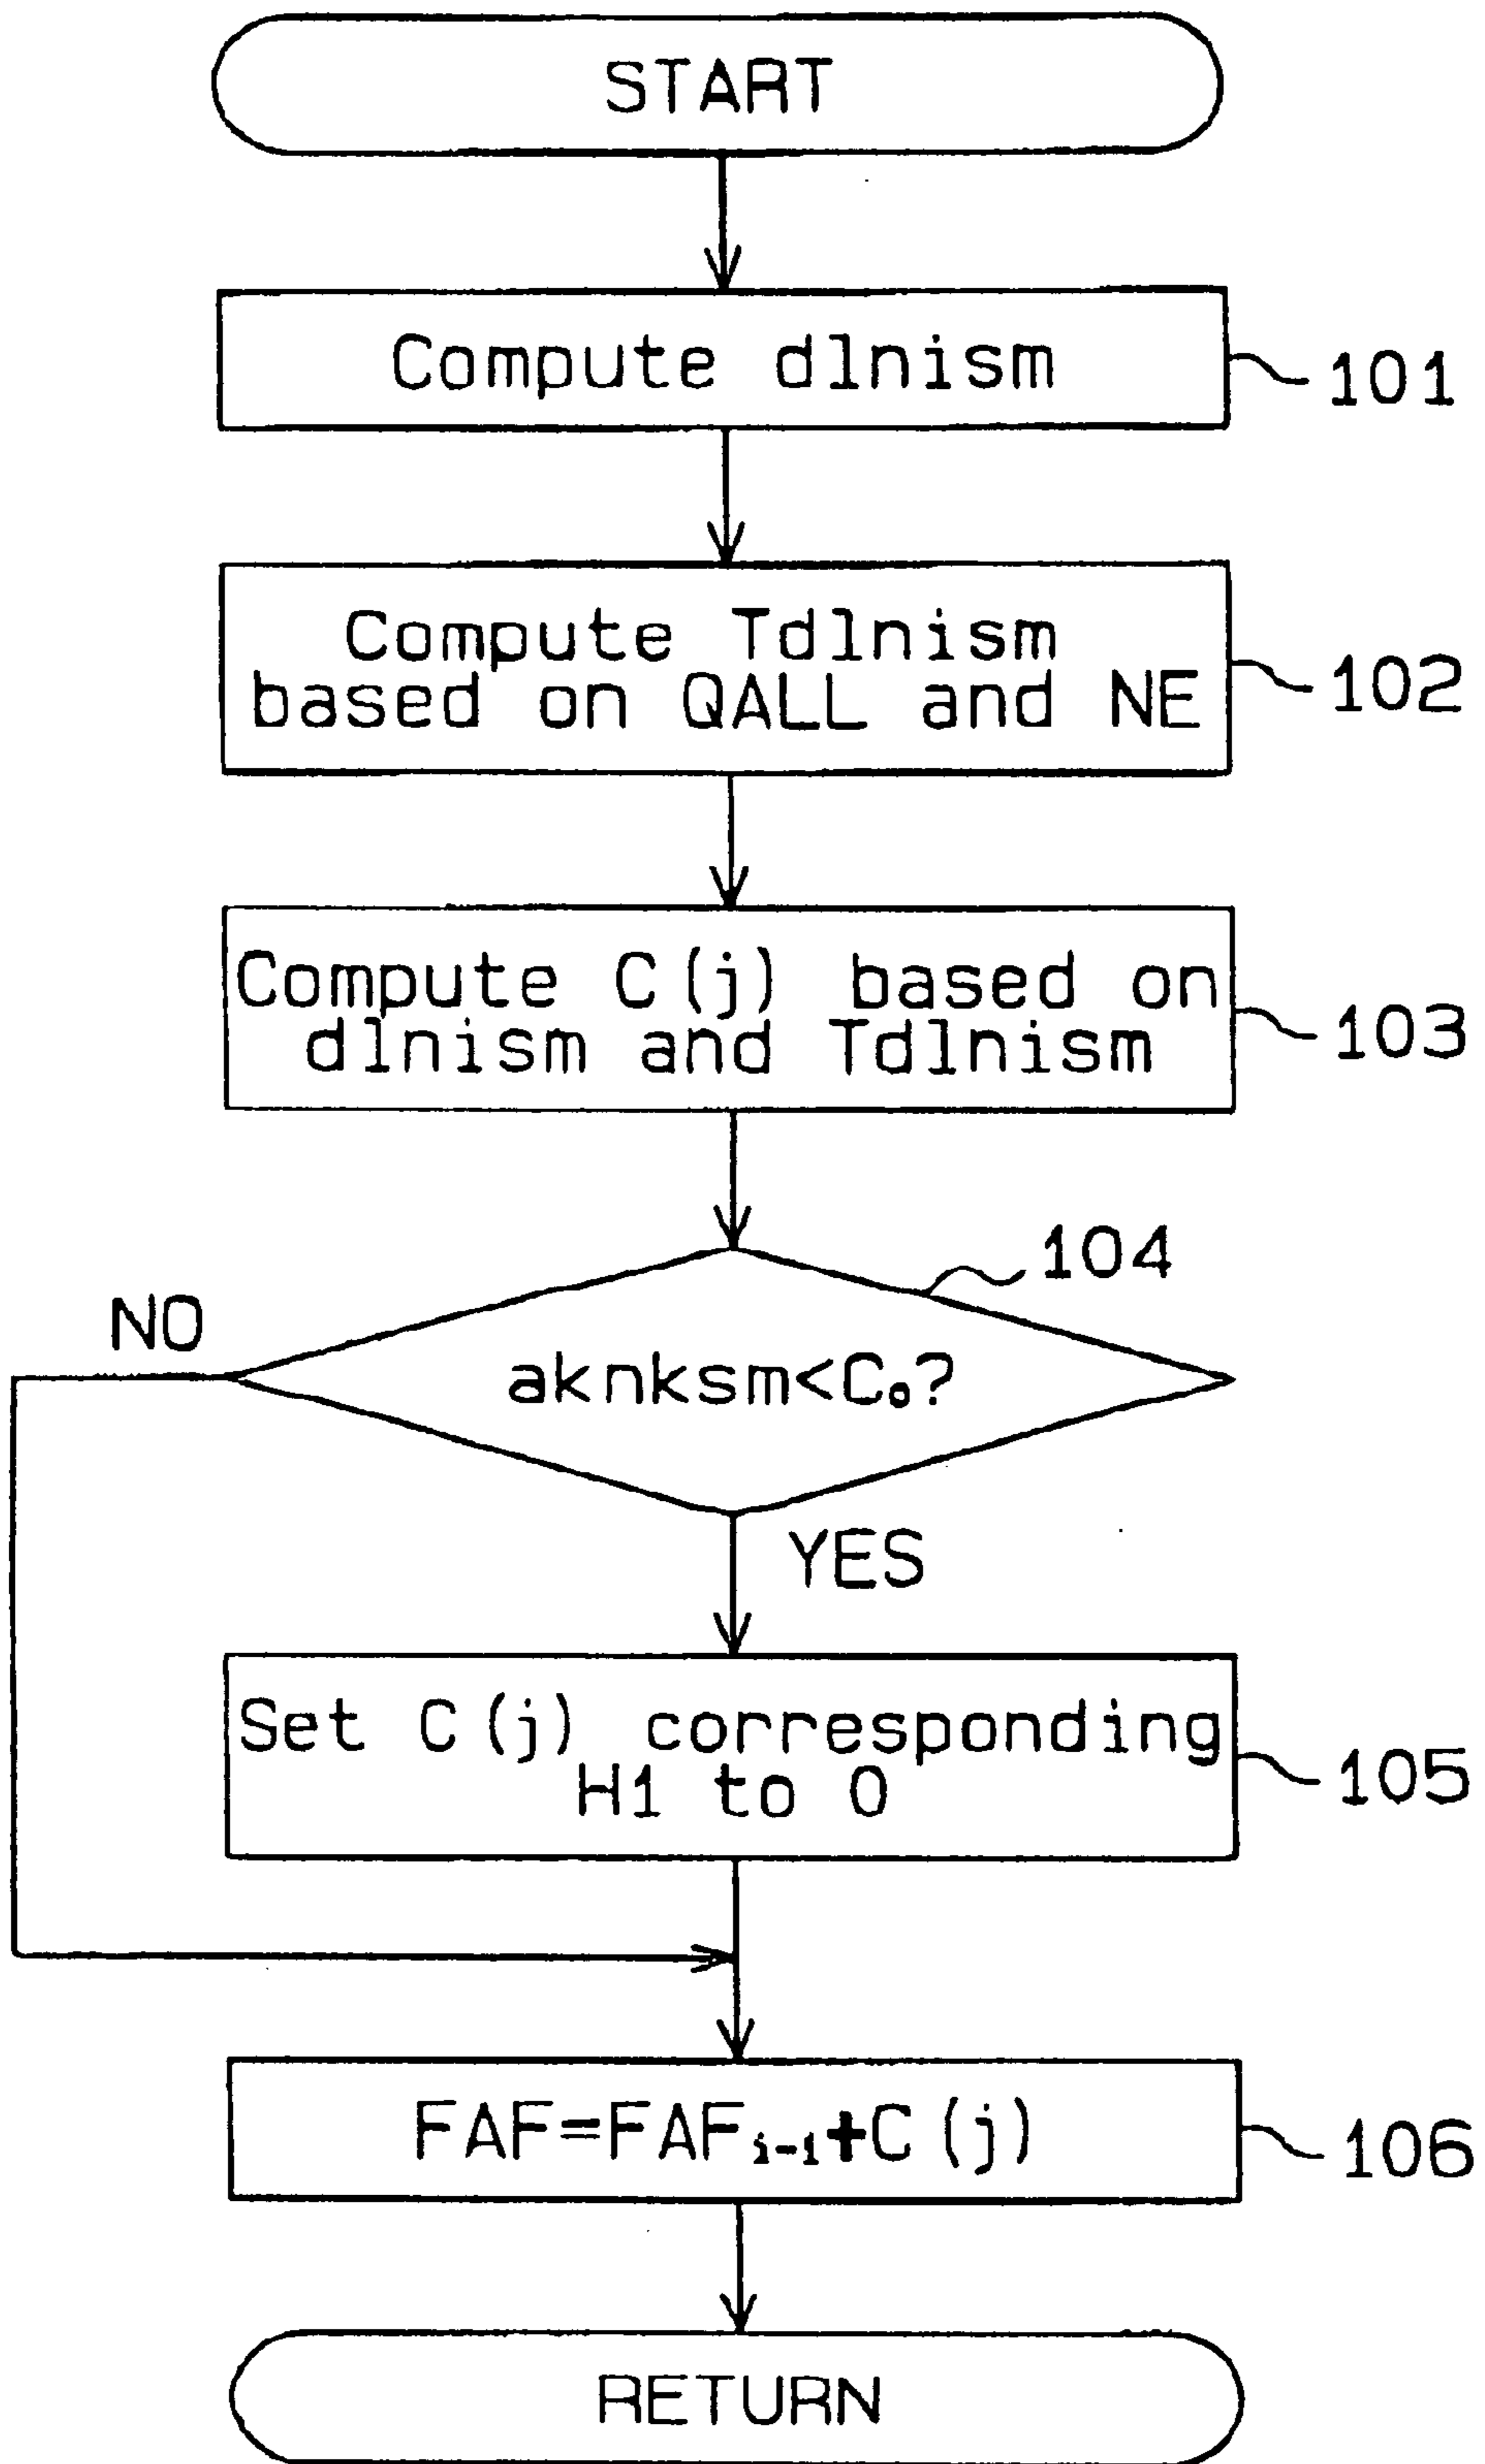 START
Compute dlnism
101
Compute Tdlnism
based on QALL and NE
102
Compute C(j) based on
dlnism and Tdlnism
103
104
NO
aknksm<C₀?
YES
Set C(j) corresponding
H1 to 0
105
FAF=FAFᵢ₋₁+C(j)
106
RETURN